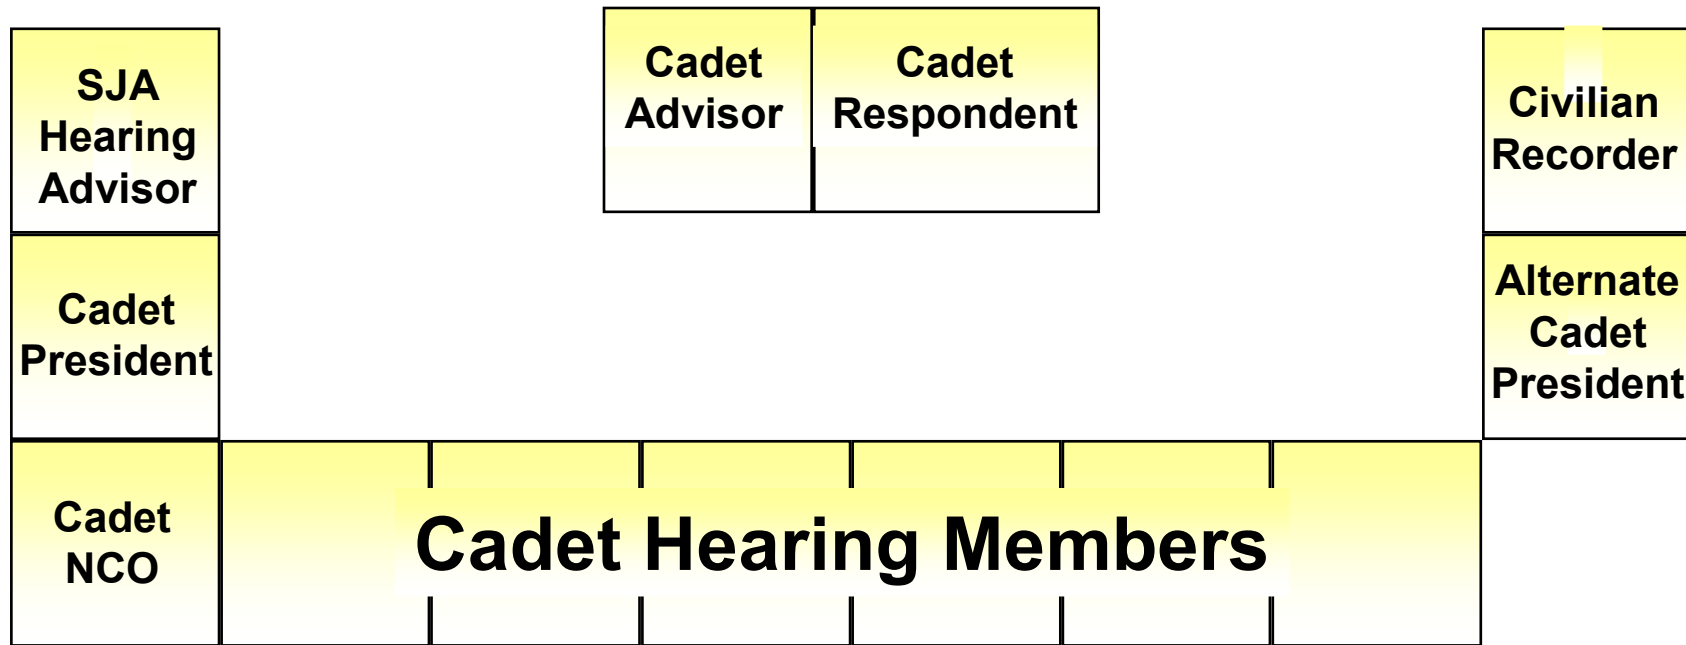 SJA
Hearing
Advisor
Cadet
Advisor
Cadet
Respondent
Civilian
Recorder
Cadet
President
Alternate
Cadet
President
Cadet
NCO
Cadet Hearing Members